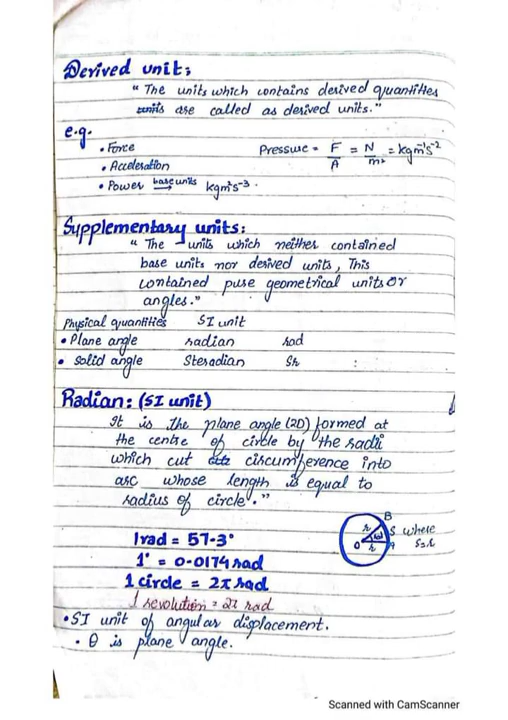 Derived unit:
" The units which contains derived quantities
are called as derived units."
e.g.
• Force
Pressure = F/A = N/m² = kgm⁻¹s⁻²
• Acceleration
• Power base units kgm²s⁻³.
Supplementary units:
" The units which neither contained
base units nor derived units, This
contained pure geometrical units or
angles."
Physical quantities SI unit
• Plane angle radian rad
• Solid angle Steradian Sr
Radian: (SI unit)
It is the plane angle (2D) formed at
the centre of circle by the radii
which cut circumference into
arc whose length is equal to
radius of circle."
B
r S where
O r A S=r
1 rad = 57.3°
1° = 0.0174 rad
1 circle = 2π rad
1 revolution = 2π rad
• SI unit of angular displacement.
• θ is plane angle.
Scanned with CamScanner